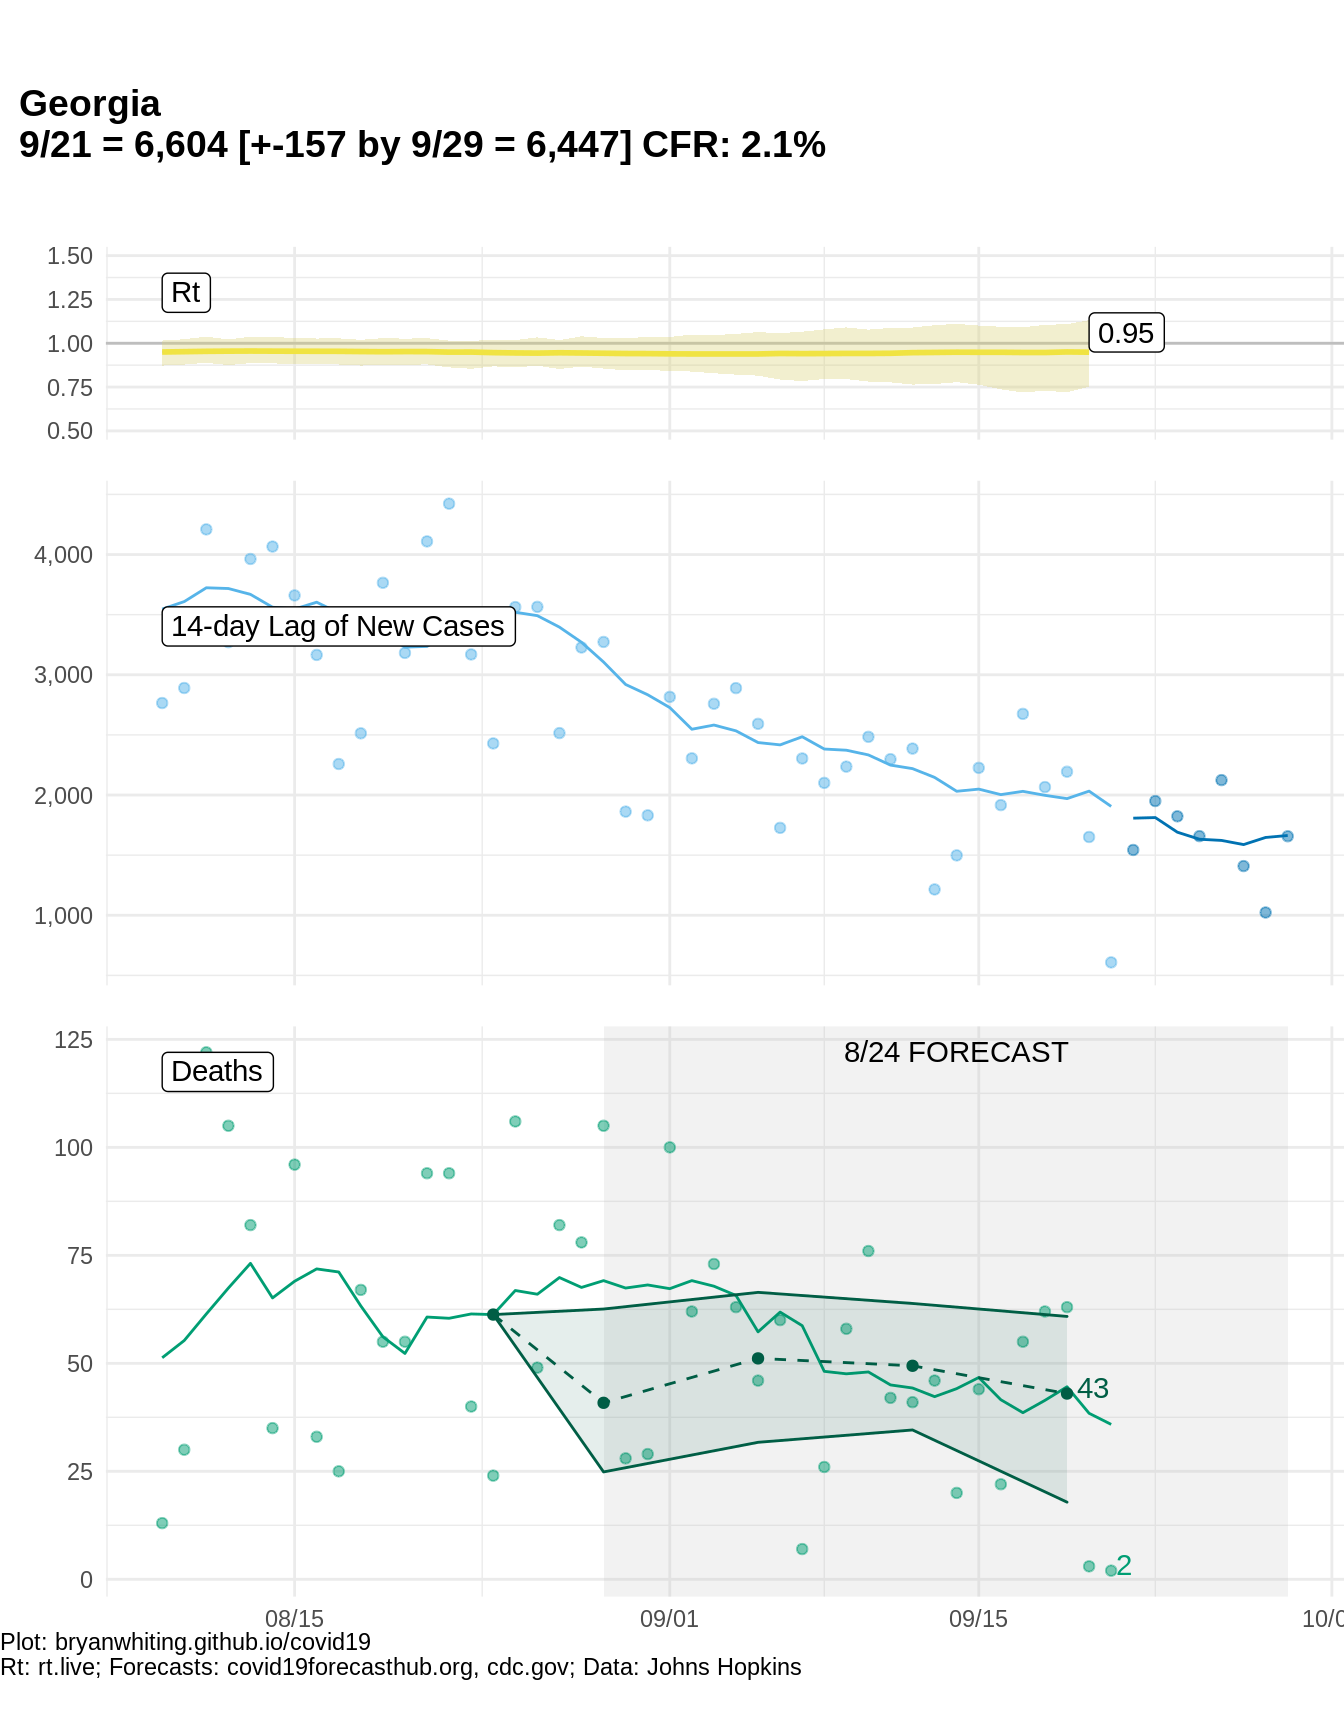 Georgia
9/21 = 6,604 [+-157 by 9/29 = 6,447] CFR: 2.1%
1.50
Rt
1.25
0.95
1.00
0.75
0.50
4,000
14-day Lag of New Cases
3,000
2,000
1,000
125
8/24 FORECAST
Deaths
100
75
50
43
25
2
0
08/15 09/01 09/15 10/0
Plot: bryanwhiting.github.io/covid19
Rt: rt.live; Forecasts: covid19forecasthub.org, cdc.gov; Data: Johns Hopkins